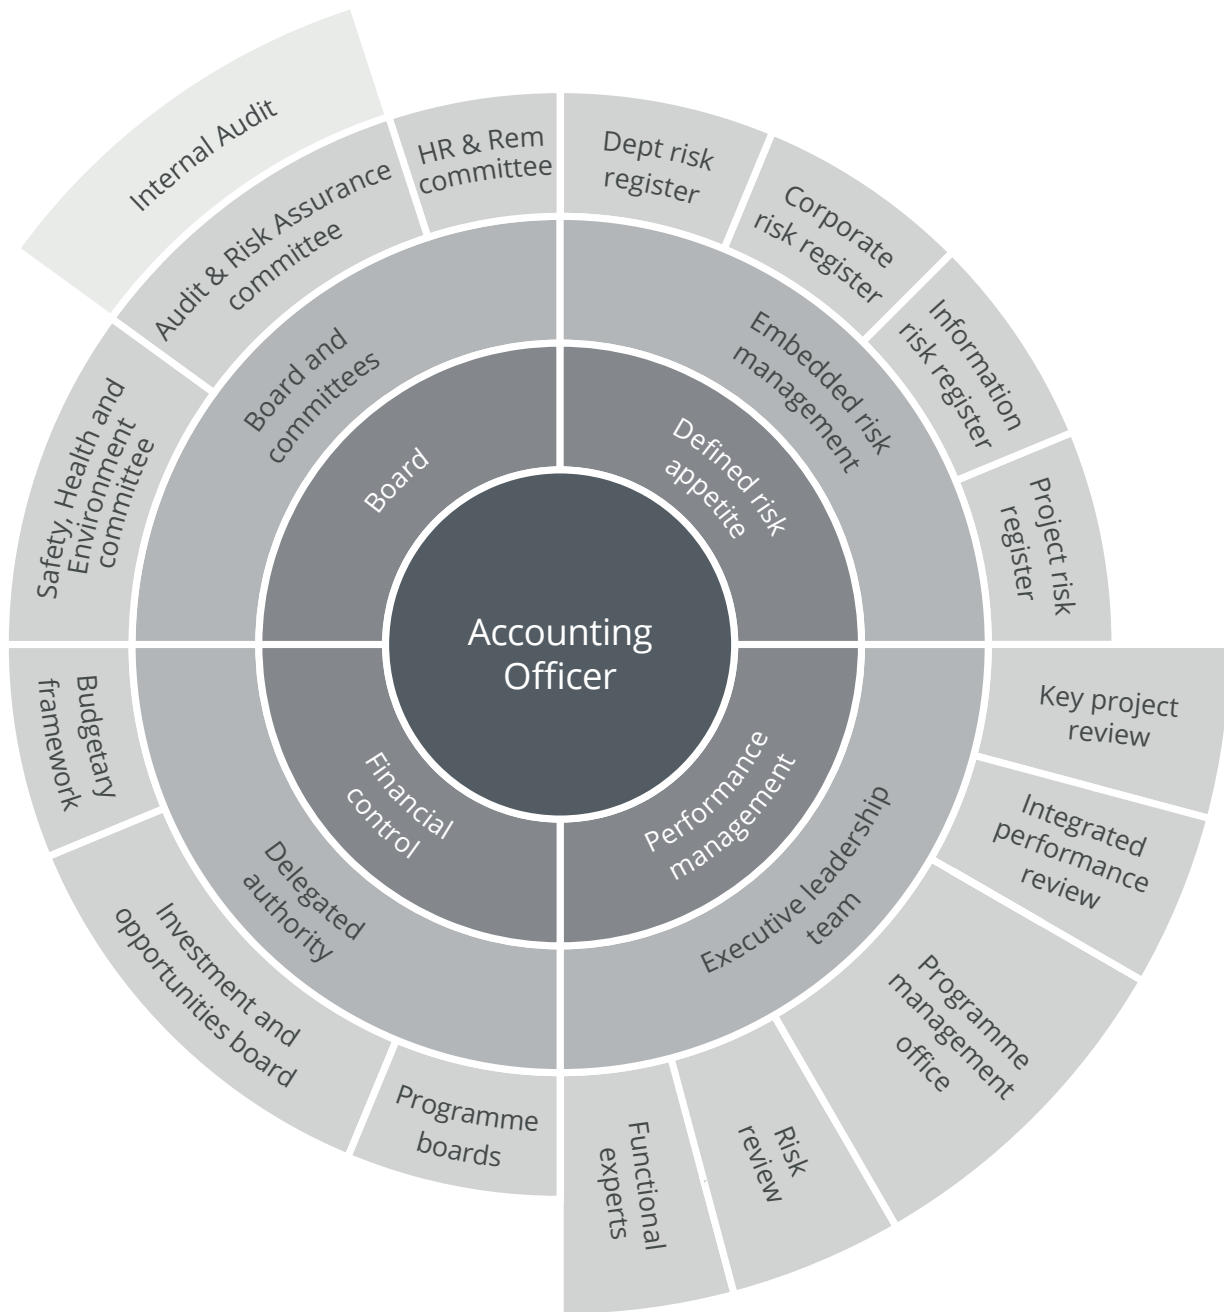 Internal Audit
Audit & Risk Assurance
committee
HR & Rem
committee
Dept risk
register
Corporate
risk register
Information
risk register
Project risk
register
Safety, Health and
Environment
committee
Board and
committees
Embedded risk
management
Board
Defined risk
appetite
Accounting
Officer
Financial
control
Performance
management
Budgetary
framework
Delegated
authority
Investment and
opportunities board
Programme
boards
Executive leadership
team
Key project
review
Integrated
performance
review
Programme
management
office
Risk
review
Functional
experts